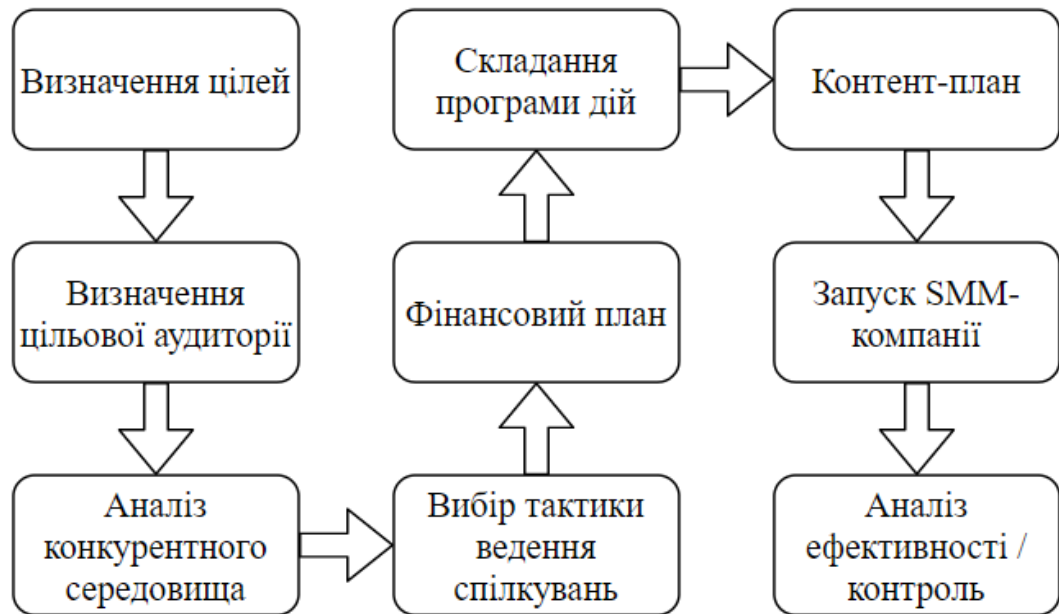 Визначення цілей
Визначення
цільової аудиторії
Аналіз
конкурентного
середовища
Вибір тактики
ведення
спілкувань
Фінансовий план
Складання
програми дій
Контент-план
Запуск SMM-
компанії
Аналіз
ефективності /
контроль